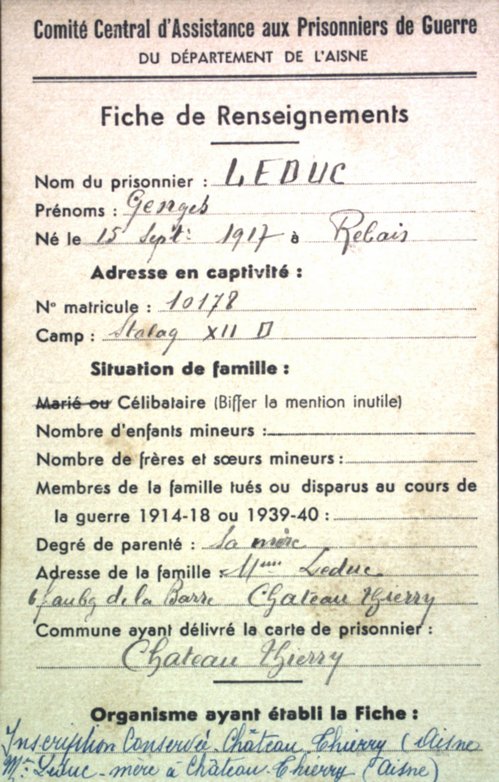 Comité Central d'Assistance aux Prisonniers de Guerre
DU DÉPARTEMENT DE L'AISNE
Fiche de Renseignements
Nom du prisonnier : LEDUC
Prénoms : Georges
Né le 15 Sept: 1917 à Rebais
Adresse en captivité :
N° matricule : 10178
Camp : Stalag XII D
Situation de famille :
Marié ou Célibataire (Biffer la mention inutile)
Nombre d'enfants mineurs :
Nombre de frères et sœurs mineurs :
Membres de la famille tués ou disparus au cours de
la guerre 1914-18 ou 1939-40 :
Degré de parenté : Sa mère
Adresse de la famille : Mme Leduc
6 faubg de la Barre Chateau Thierry
Commune ayant délivré la carte de prisonnier :
Chateau Thierry
Organisme ayant établi la Fiche :
Inscription Conservée Château Thierry (Aisne
Me Leduc mère à Château Thierry (Aisne)